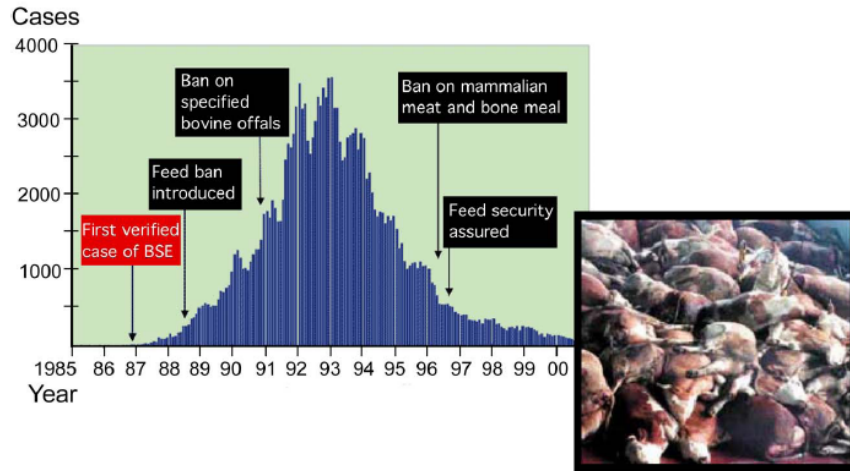 Cases
4000
3000
2000
1000
Ban on
specified
bovine offals
Ban on mammalian
meat and bone meal
Feed ban
introduced
First verified
case of BSE
Feed security
assured
1985 86 87 88 89 90 91 92 93 94 95 96 97 98 99 00
Year